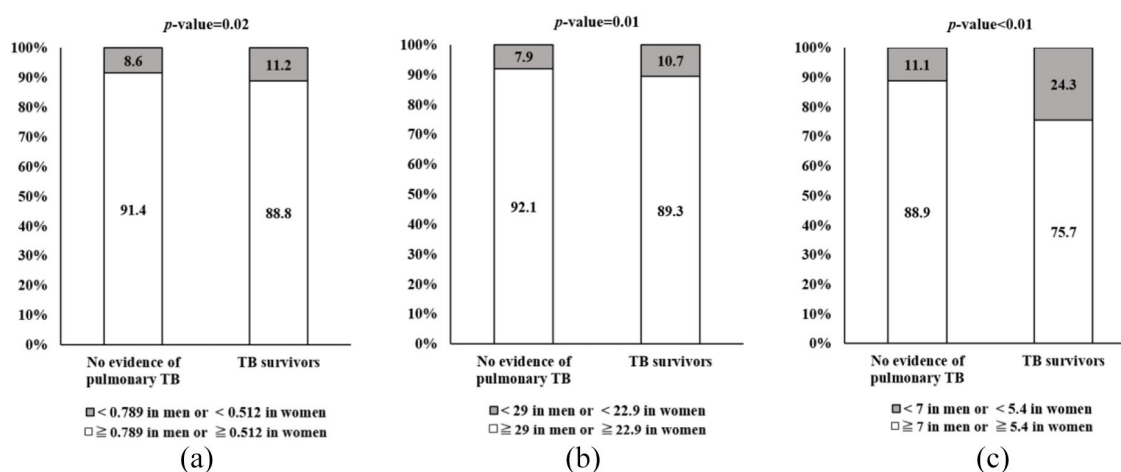 p-value=0.02
100%
90%
80%
70%
60%
50%
40%
30%
20%
10%
0%
8.6
11.2
91.4
88.8
No evidence of
pulmonary TB
TB survivors
< 0.789 in men or < 0.512 in women
≧ 0.789 in men or ≧ 0.512 in women
(a)
p-value=0.01
100%
90%
80%
70%
60%
50%
40%
30%
20%
10%
0%
7.9
10.7
92.1
89.3
No evidence of
pulmonary TB
TB survivors
< 29 in men or < 22.9 in women
≧ 29 in men or ≧ 22.9 in women
(b)
p-value<0.01
100%
90%
80%
70%
60%
50%
40%
30%
20%
10%
0%
11.1
24.3
88.9
75.7
No evidence of
pulmonary TB
TB survivors
< 7 in men or < 5.4 in women
≧ 7 in men or ≧ 5.4 in women
(c)